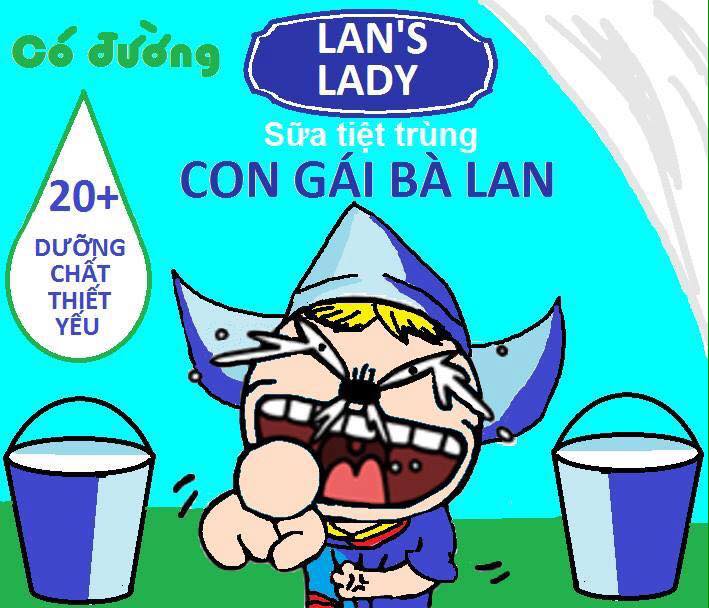 Có đường
LAN'S
LADY
Sữa tiệt trùng
CON GÁI BÀ LAN
20+
DƯỠNG
CHẤT
THIẾT
YẾU